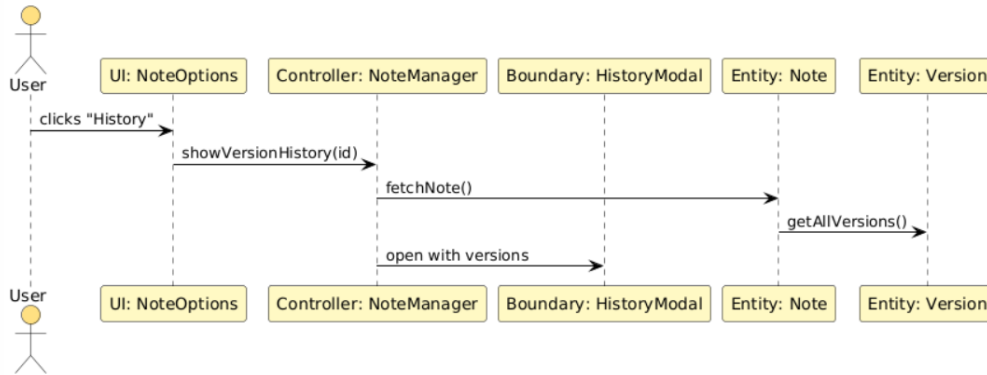 User
UI: NoteOptions
Controller: NoteManager
Boundary: HistoryModal
Entity: Note
Entity: Version
clicks "History"
showVersionHistory(id)
fetchNote()
getAllVersions()
open with versions
User
UI: NoteOptions
Controller: NoteManager
Boundary: HistoryModal
Entity: Note
Entity: Version